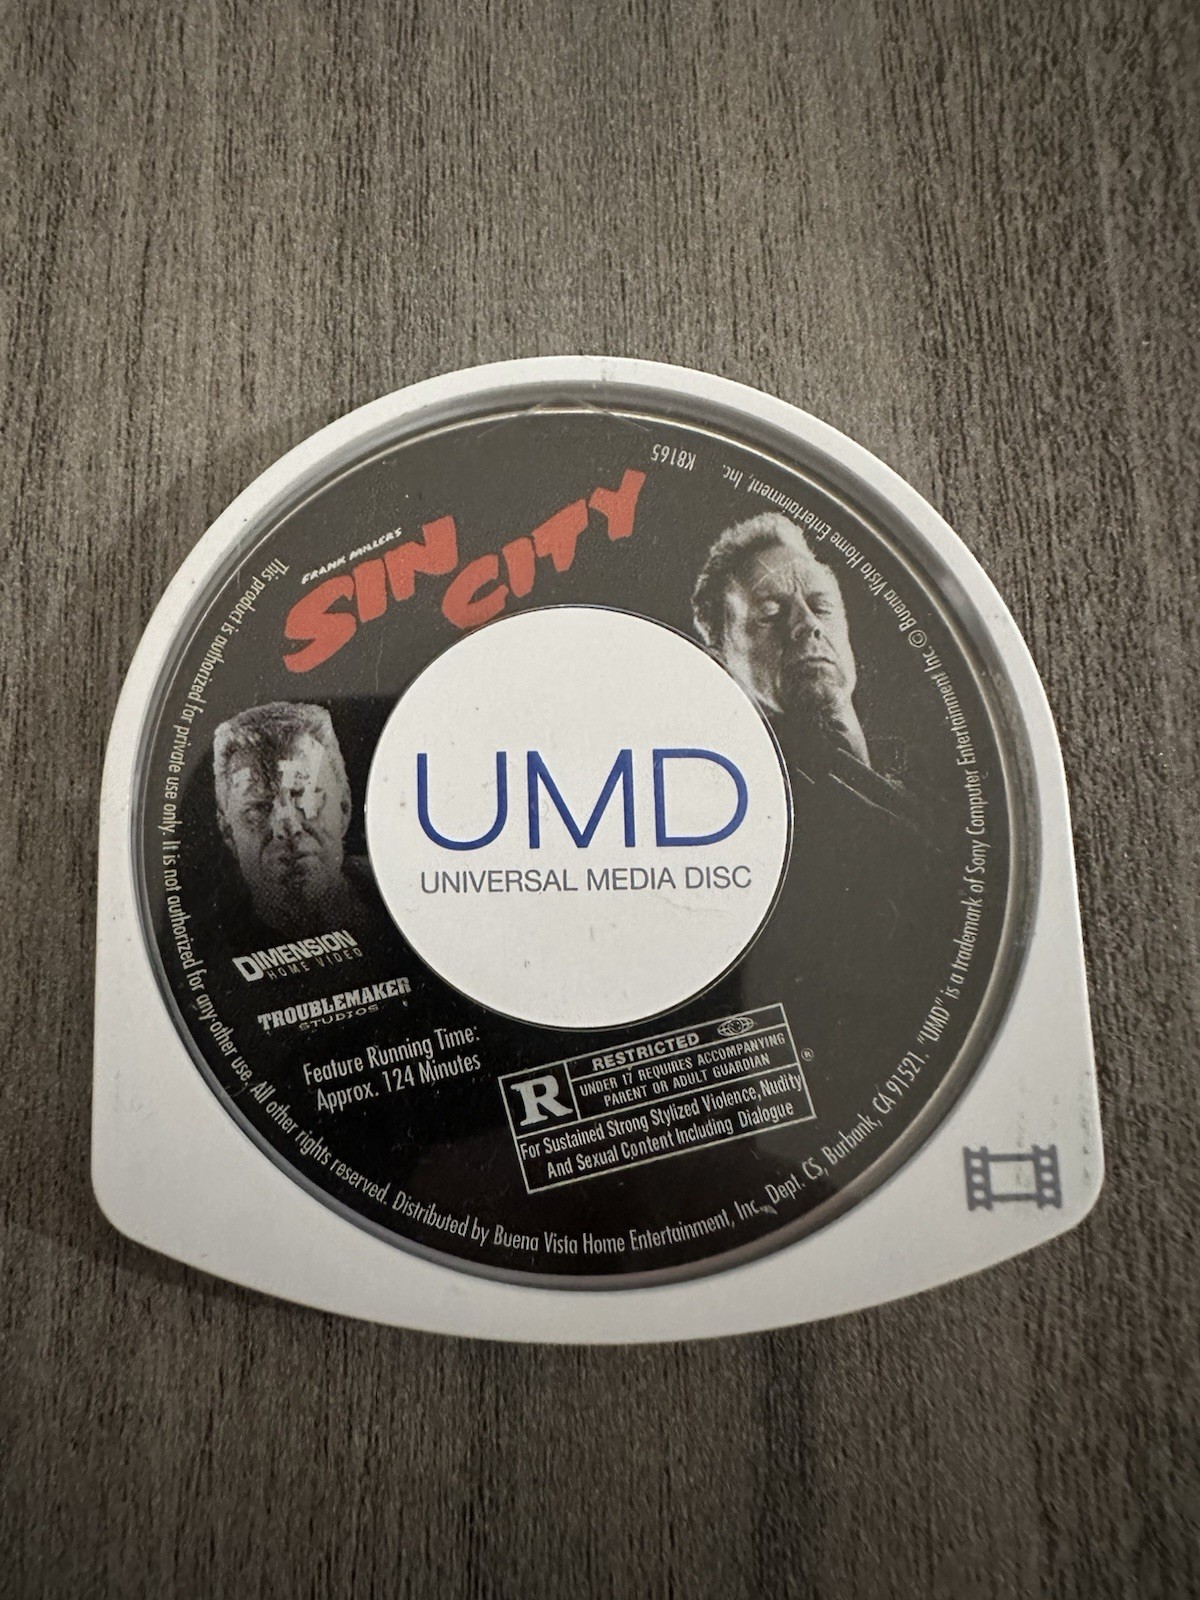 FRANK MILLER'S
SIN CITY
UMD
UNIVERSAL MEDIA DISC
DIMENSION
HOME VIDEO
TROUBLEMAKER
STUDIOS
Feature Running Time:
Approx. 124 Minutes
R
RESTRICTED
UNDER 17 REQUIRES ACCOMPANYING
PARENT OR ADULT GUARDIAN
®
For Sustained Strong Stylized Violence, Nudity
And Sexual Content Including Dialogue
This product is authorized for private use only. It is not authorized for any other use. All other rights reserved. Distributed by Buena Vista Home Entertainment, Inc., Dept. CS, Burbank, CA 91521. "UMD" is a trademark of Sony Computer Entertainment Inc. © Buena Vista Home Entertainment, Inc. K8165